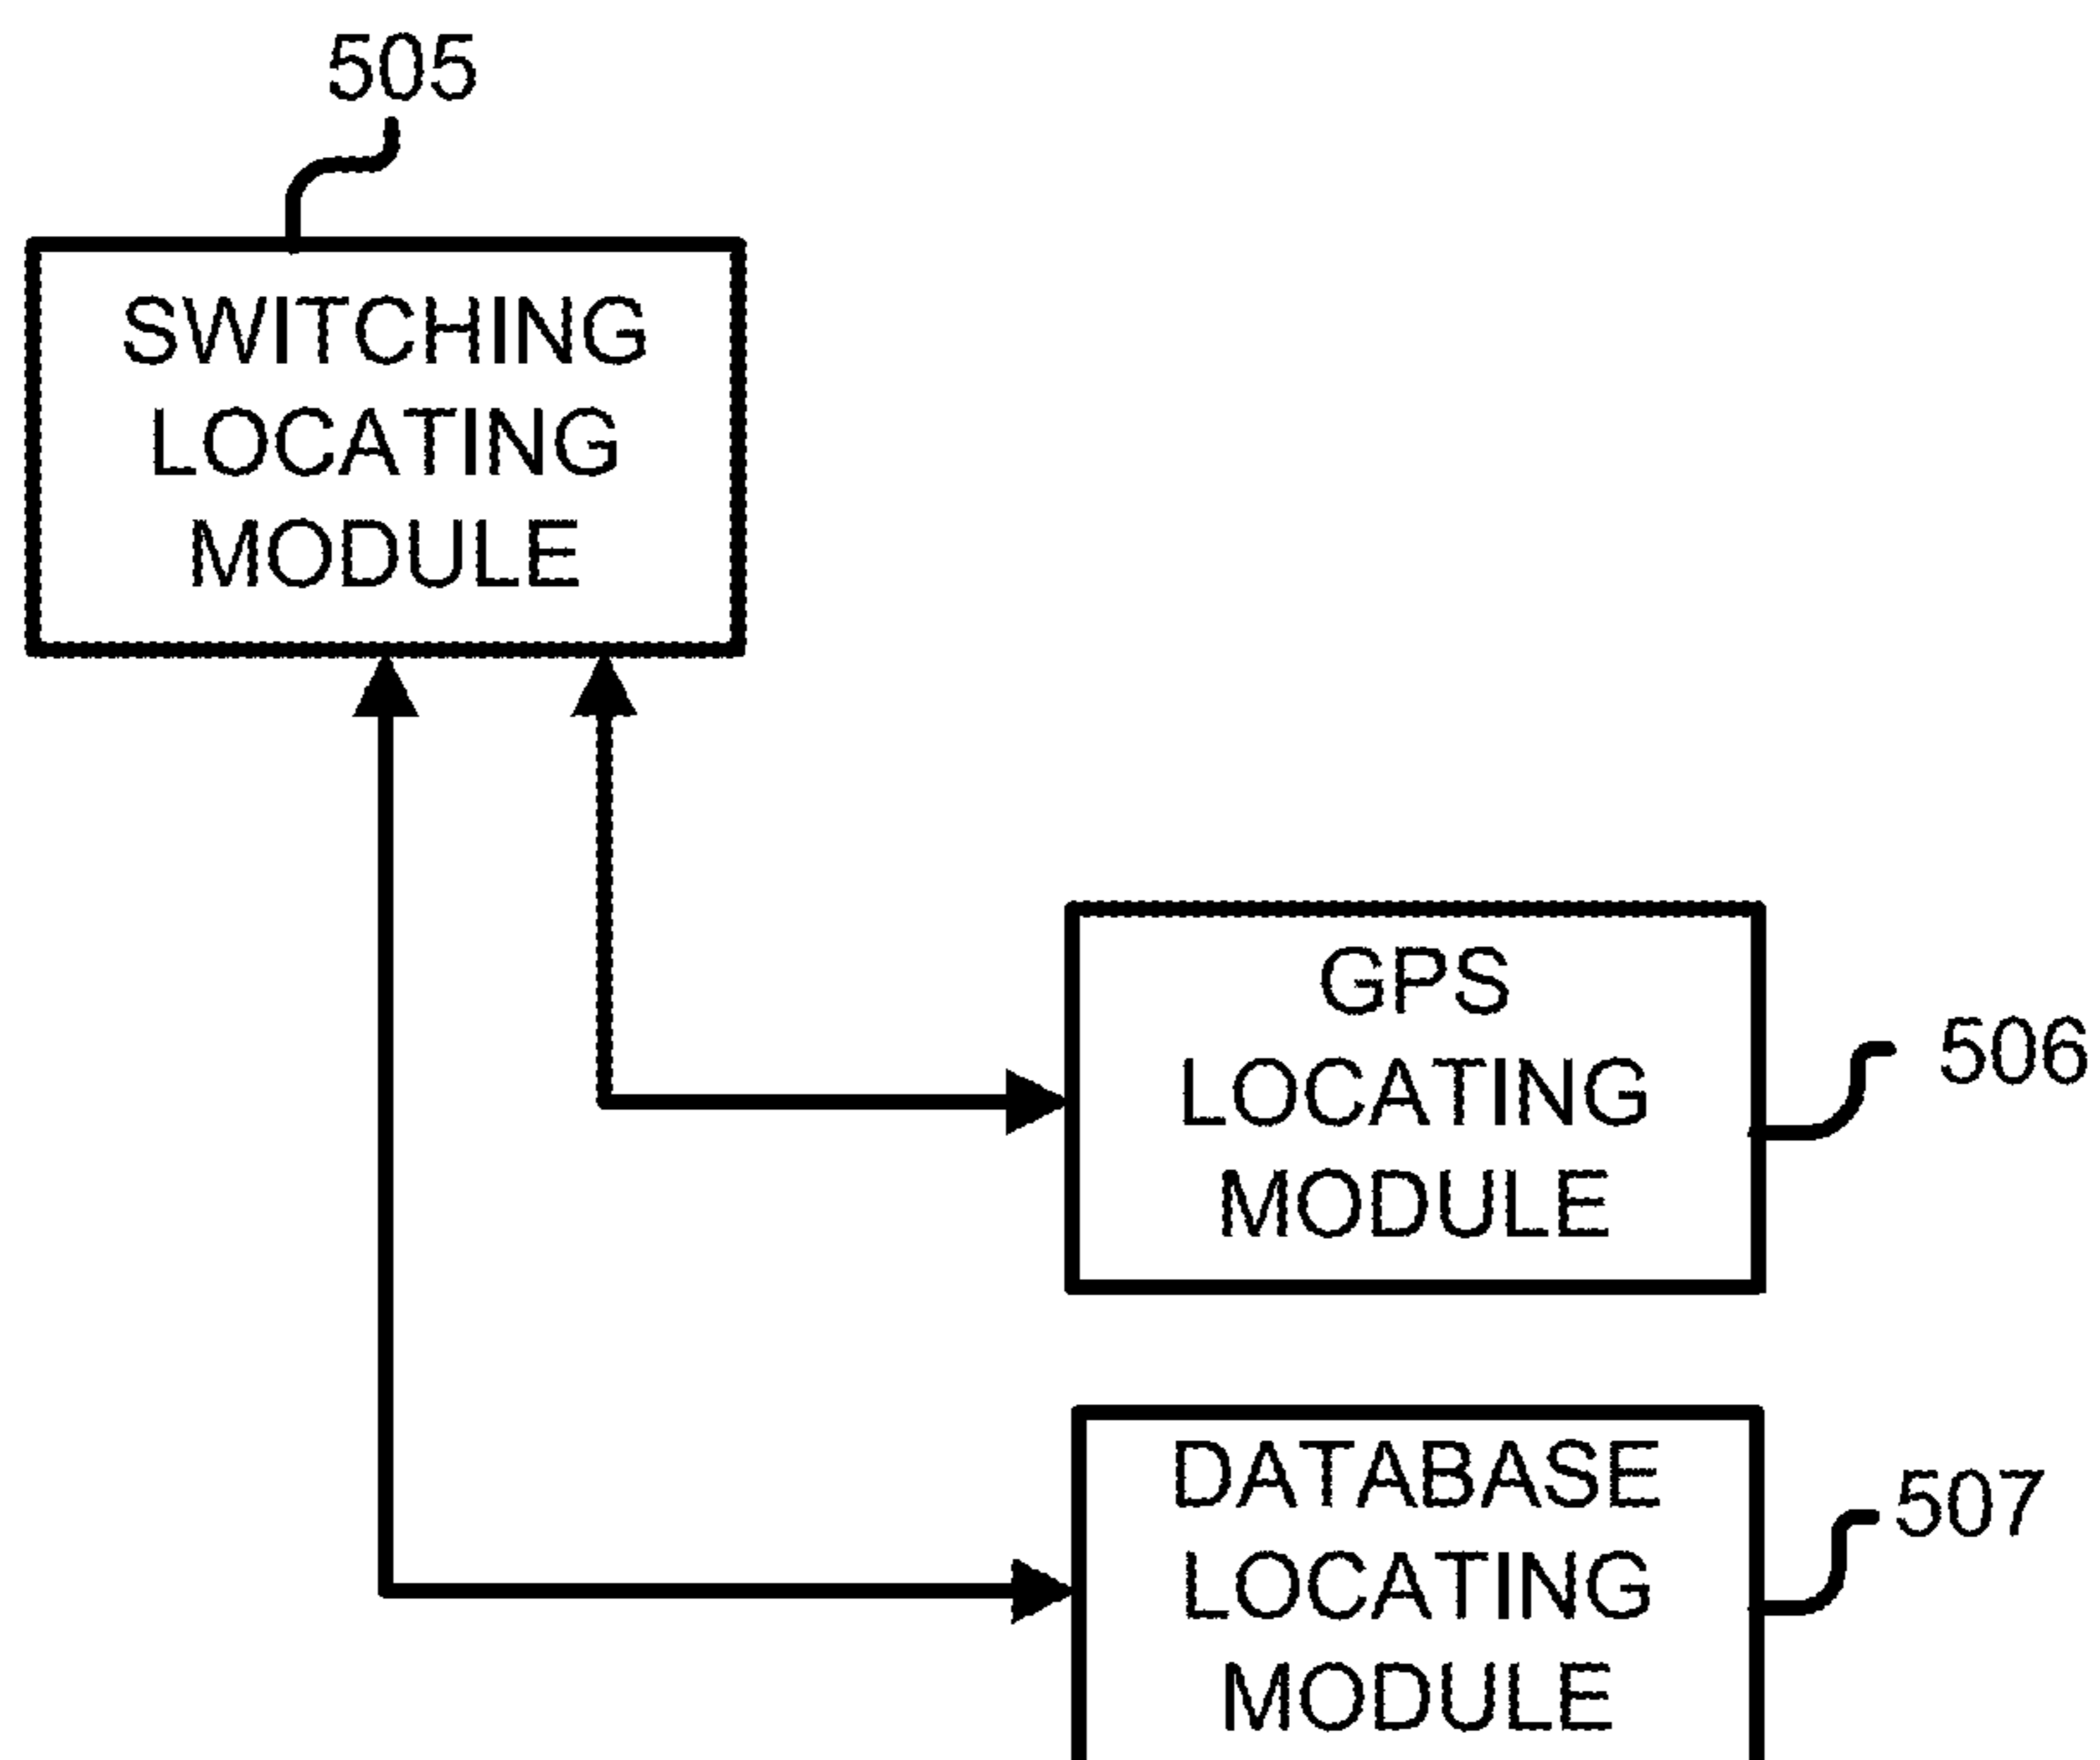 505
SWITCHING
LOCATING
MODULE
GPS
LOCATING
MODULE
506
DATABASE
LOCATING
MODULE
507